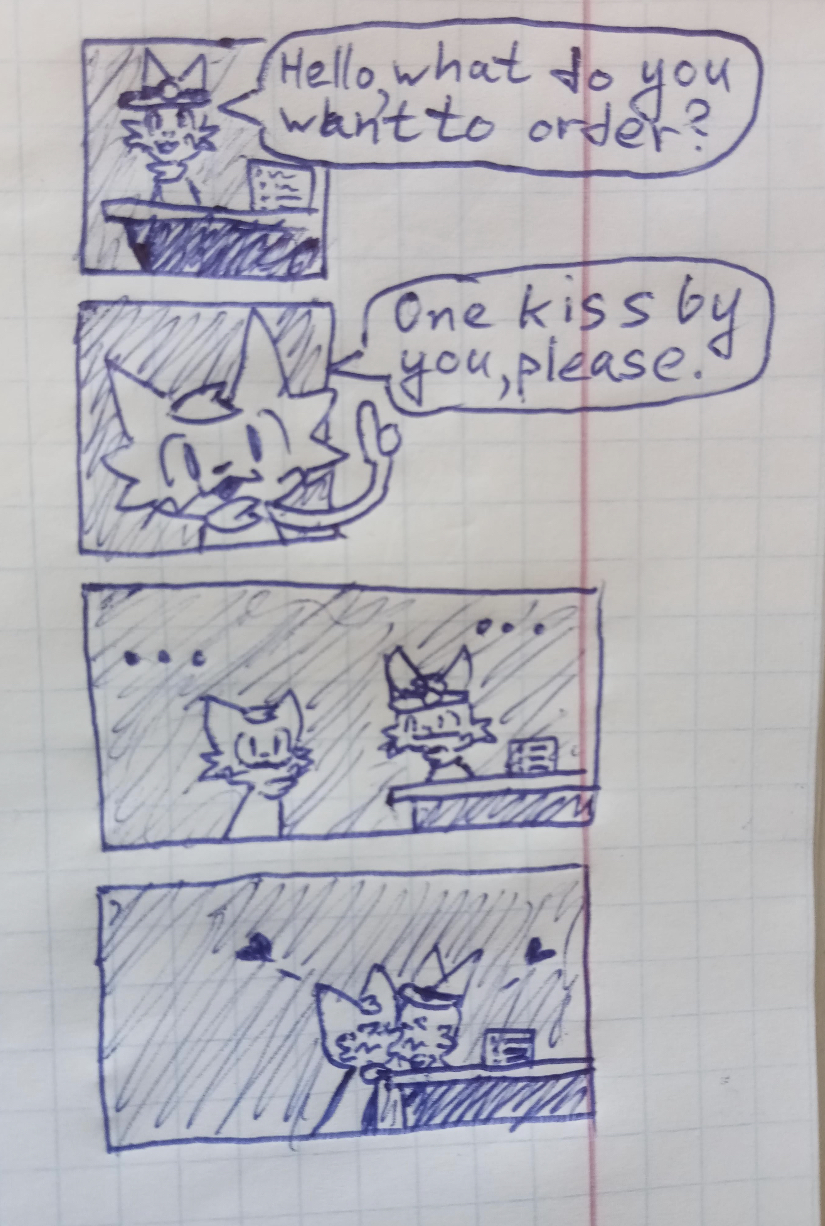 Hello, what do you
want to order?
One kiss by
you, please.
...
...